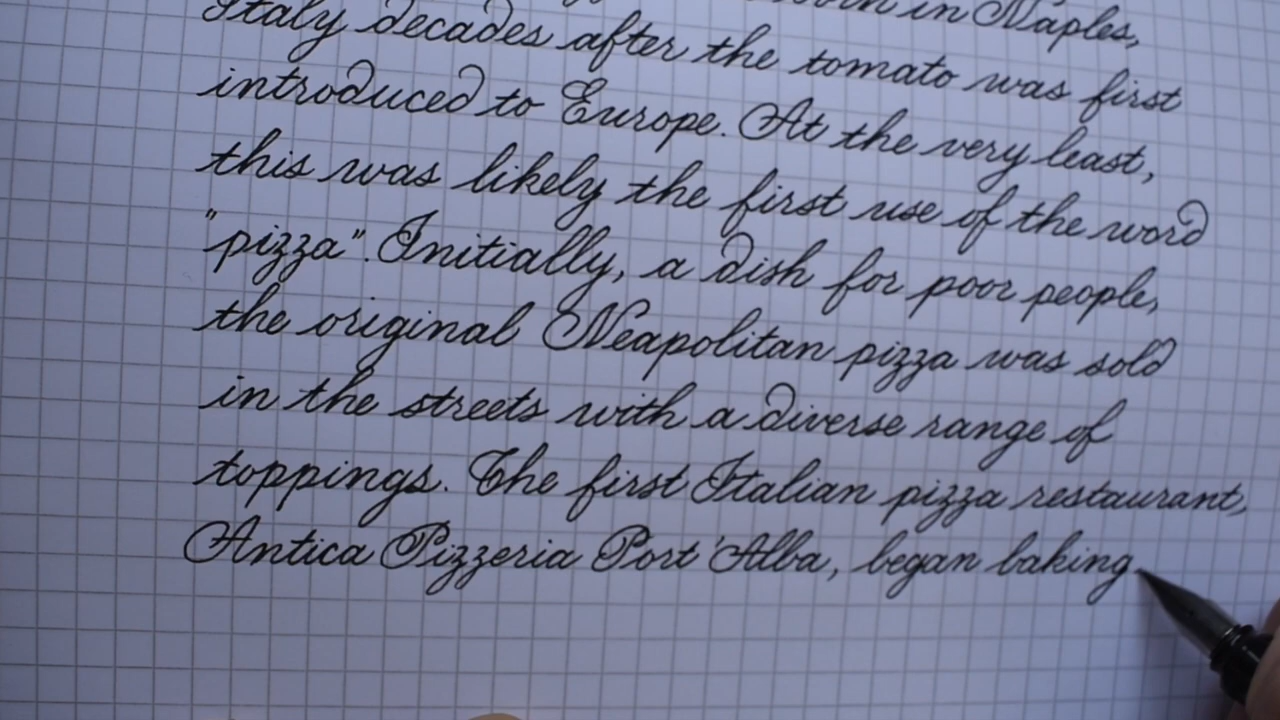 in Naples,
Italy decades after the tomato was first
introduced to Europe. At the very least,
this was likely the first use of the word
"pizza". Initially, a dish for poor people,
the original Neapolitan pizza was sold
in the streets with a diverse range of
toppings. The first Italian pizza restaurant,
Antica Pizzeria Port'Alba, began baking